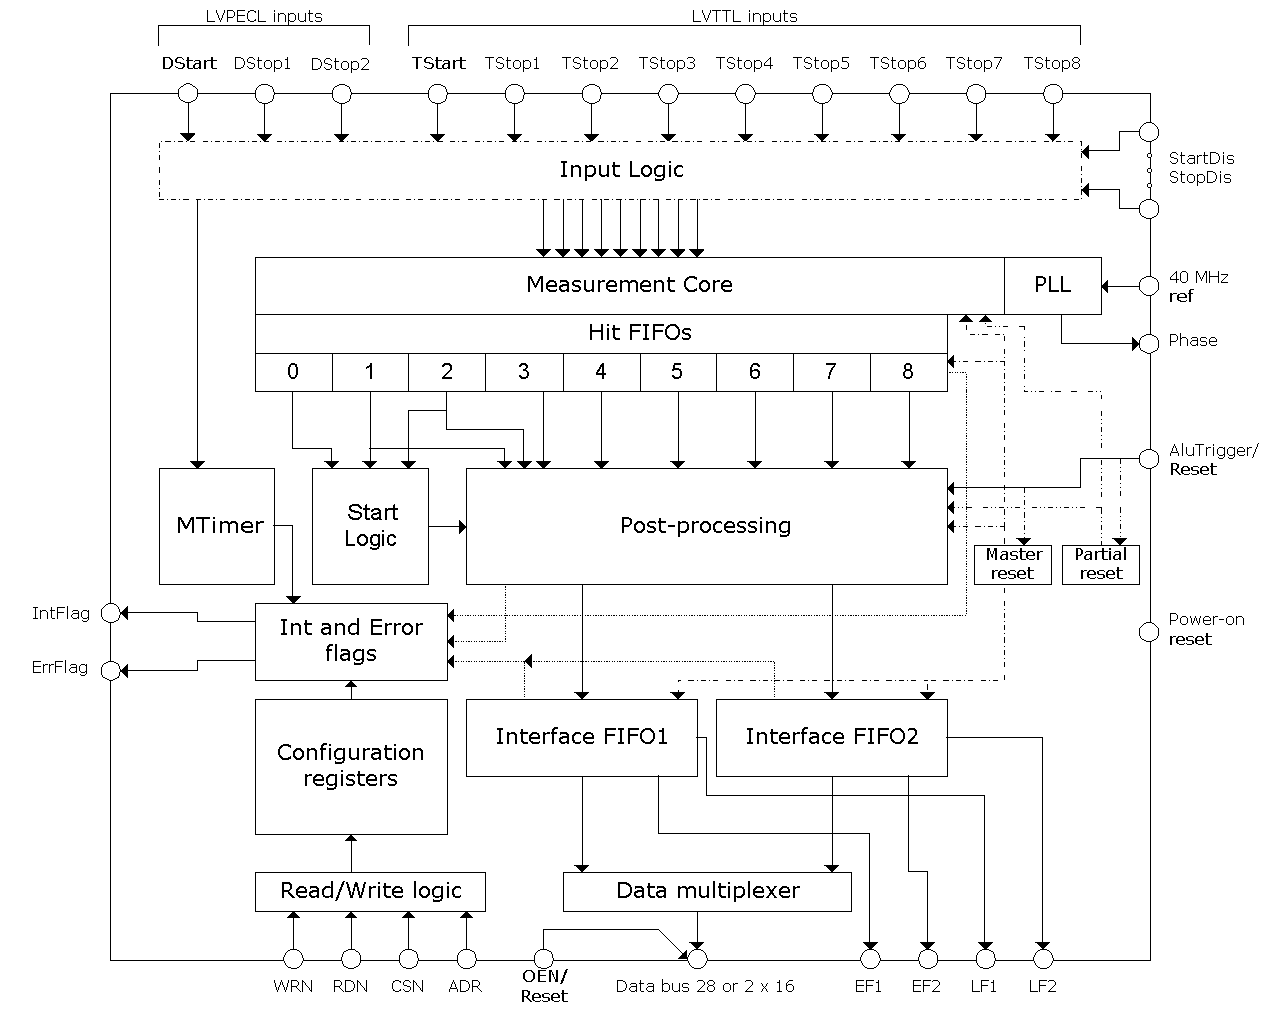 LVPECL inputs
LVTTL inputs
DStart DStop1 DStop2 TStart TStop1 TStop2 TStop3 TStop4 TStop5 TStop6 TStop7 TStop8
Input Logic
StartDis
StopDis
Measurement Core
PLL
40 MHz
ref
Hit FIFOs
Phase
0 1 2 3 4 5 6 7 8
AluTrigger/
Reset
MTimer
Start
Logic
Post-processing
Master
reset
Partial
reset
IntFlag
Int and Error
flags
Power-on
reset
ErrFlag
Configuration
registers
Interface FIFO1
Interface FIFO2
Read/Write logic
Data multiplexer
WRN RDN CSN ADR
OEN/
Reset
Data bus 28 or 2 x 16
EF1 EF2 LF1 LF2